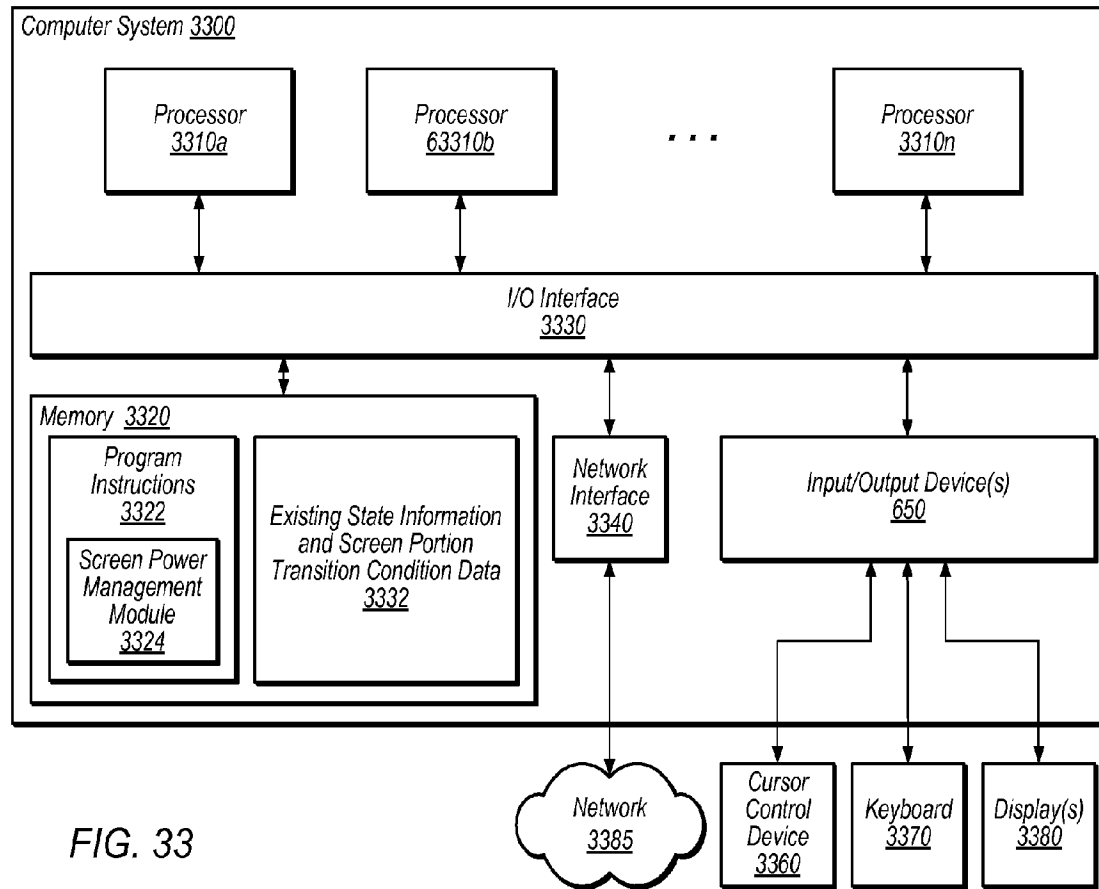 Computer System 3300
Processor
3310a
Processor
63310b
. . .
Processor
3310n
I/O Interface
3330
Memory 3320
Program
Instructions
3322
Screen Power
Management
Module
3324
Existing State Information
and Screen Portion
Transition Condition Data
3332
Network
Interface
3340
Input/Output Device(s)
650
Network
3385
Cursor
Control
Device
3360
Keyboard
3370
Display(s)
3380
FIG. 33